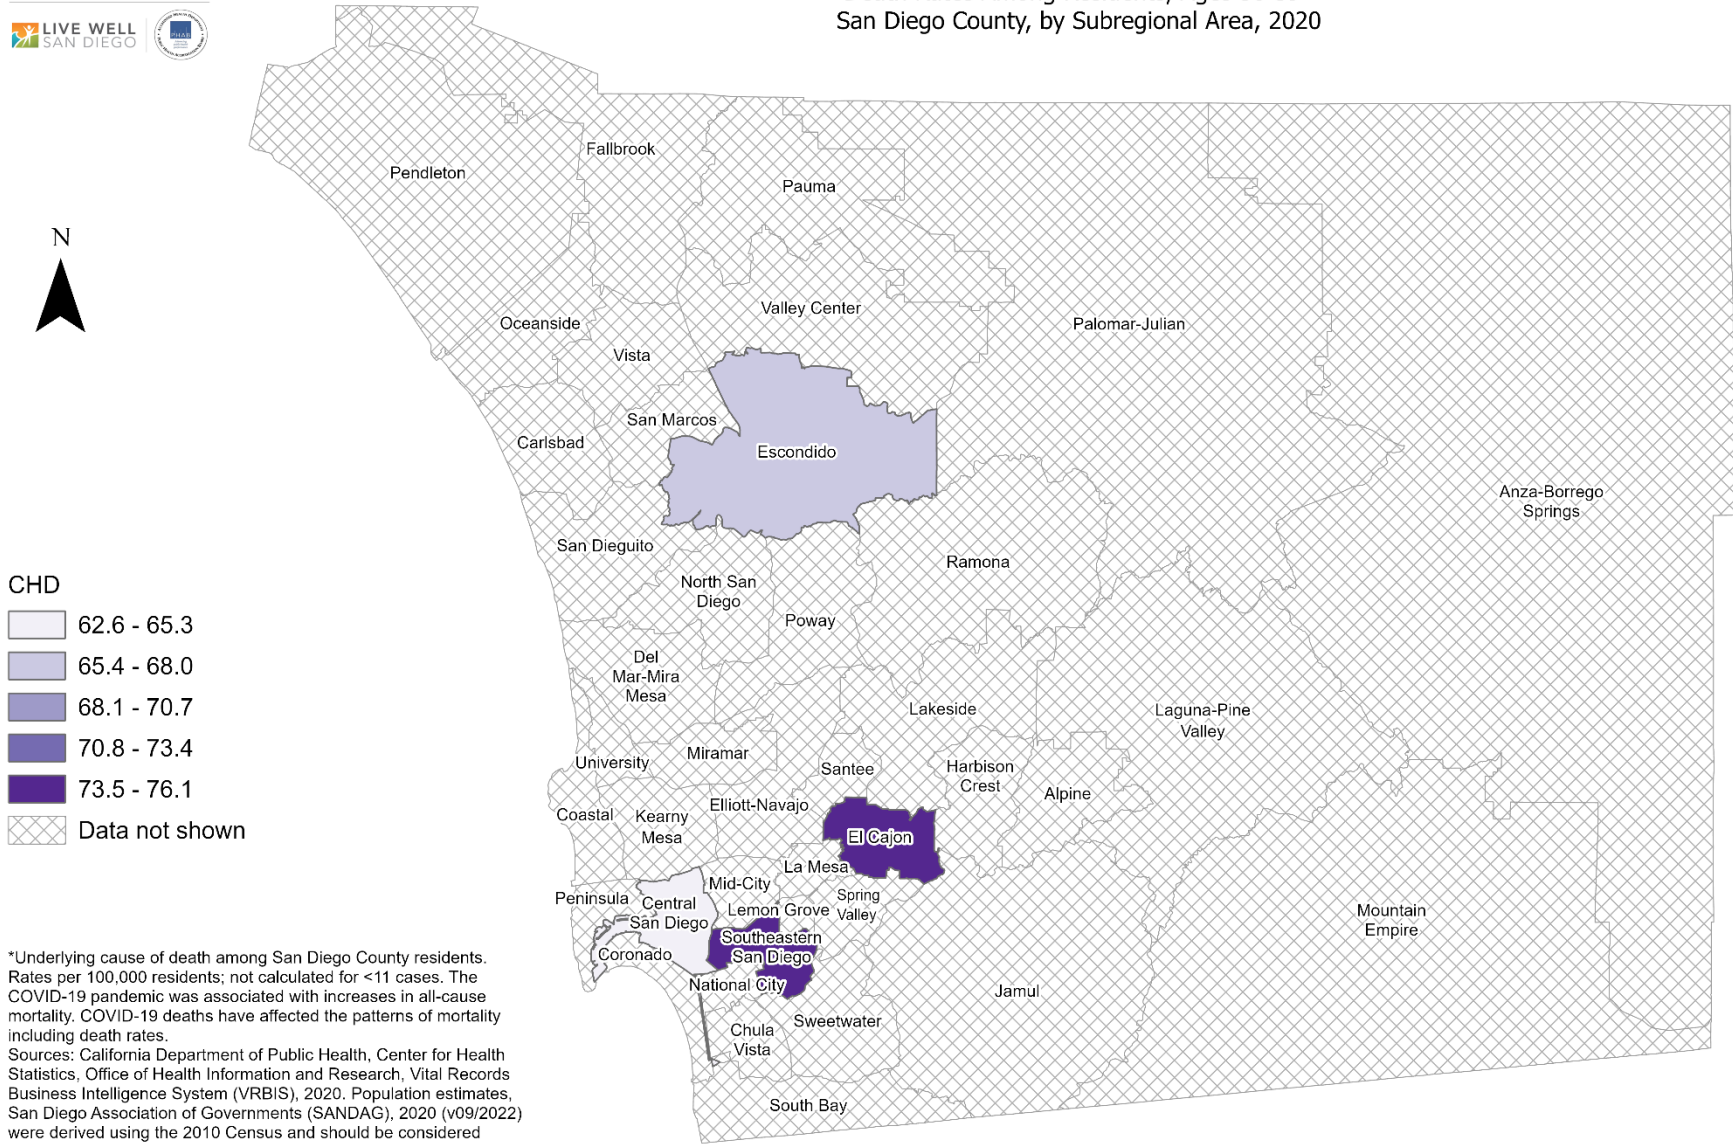 LIVE WELL
SAN DIEGO
PHAB
San Diego County, by Subregional Area, 2020
Fallbrook
Pendleton
Pauma
N
Valley Center
Oceanside
Palomar-Julian
Vista
San Marcos
Carlsbad
Escondido
Anza-Borrego
Springs
San Dieguito
Ramona
North San
Diego
Poway
Del
Mar-Mira
Mesa
Lakeside
Laguna-Pine
Valley
Miramar
University
Santee
Harbison
Crest
Alpine
Elliott-Navajo
Coastal
Kearny
Mesa
El Cajon
La Mesa
Mid-City
Peninsula
Central
San Diego
Spring
Valley
Lemon Grove
Southeastern
San Diego
Coronado
National City
Mountain
Empire
Jamul
Sweetwater
Chula
Vista
South Bay
CHD
62.6 - 65.3
65.4 - 68.0
68.1 - 70.7
70.8 - 73.4
73.5 - 76.1
Data not shown
*Underlying cause of death among San Diego County residents.
Rates per 100,000 residents; not calculated for <11 cases. The
COVID-19 pandemic was associated with increases in all-cause
mortality. COVID-19 deaths have affected the patterns of mortality
including death rates.
Sources: California Department of Public Health, Center for Health
Statistics, Office of Health Information and Research, Vital Records
Business Intelligence System (VRBIS), 2020. Population estimates,
San Diego Association of Governments (SANDAG), 2020 (v09/2022)
were derived using the 2010 Census and should be considered